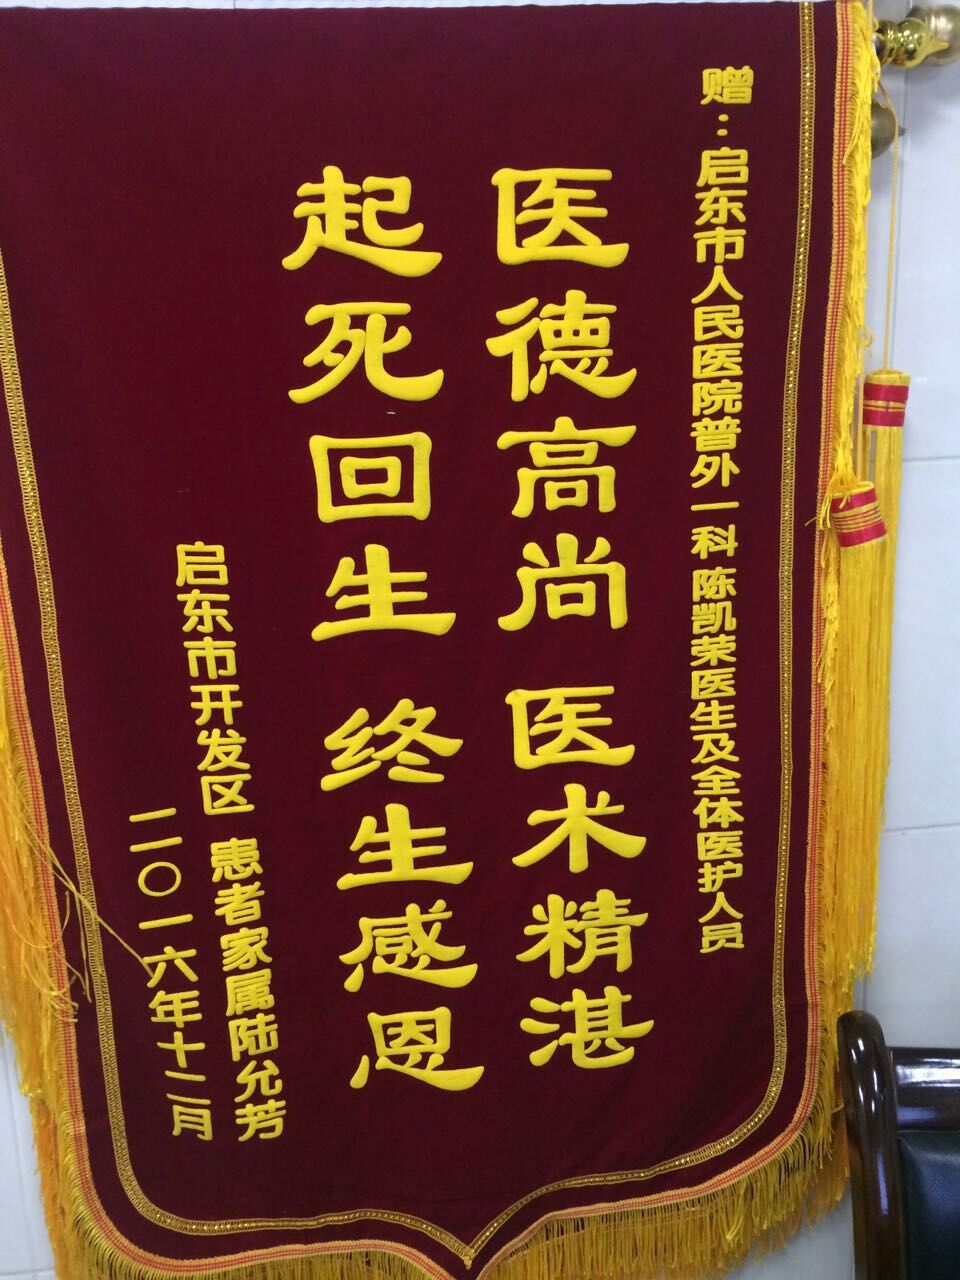 赠：启东市人民医院普外一科 陈凯荣医生及全体医护人员
医德高尚 医术精湛
起死回生 终生感恩
启东市开发区 患者家属陆允芳
二〇一六年十二月